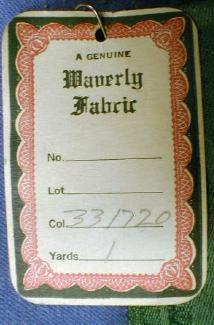 A GENUINE
Waverly
Fabric
No.
Lot
Col. 331720
Yards 1